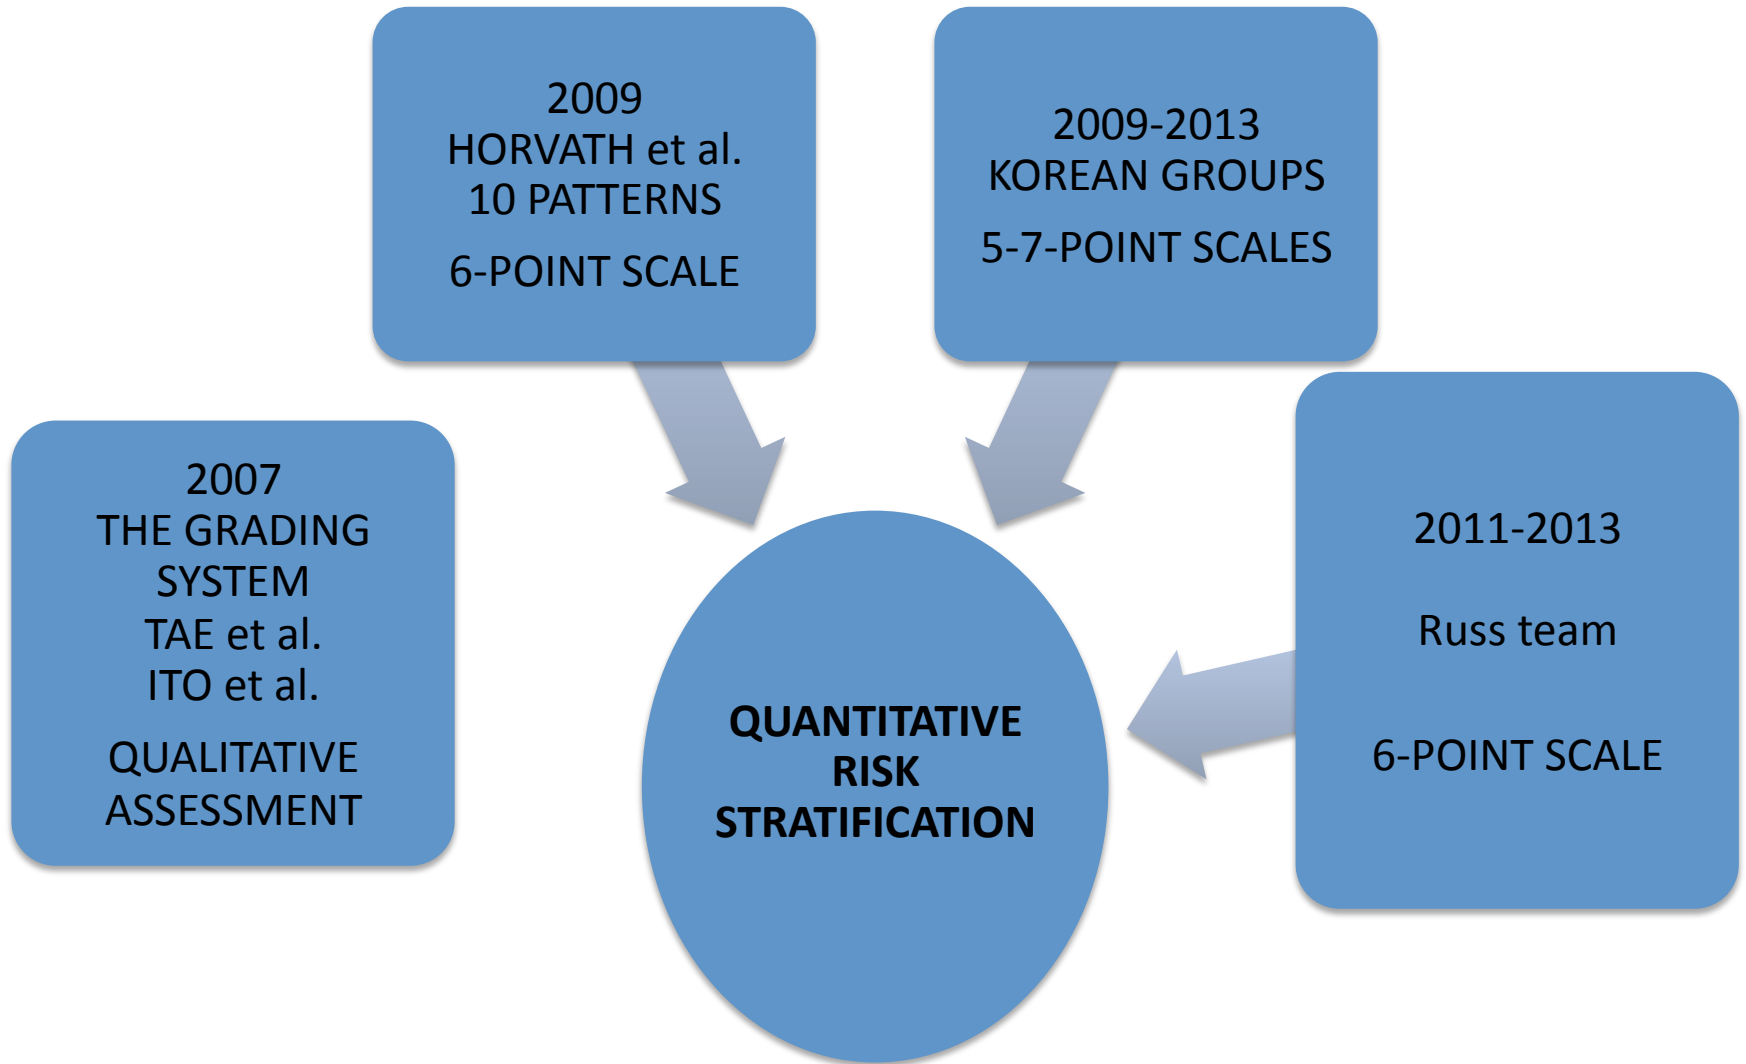 2009
HORVATH et al.
10 PATTERNS
6-POINT SCALE
2009-2013
KOREAN GROUPS
5-7-POINT SCALES
2007
THE GRADING
SYSTEM
TAE et al.
ITO et al.
QUALITATIVE
ASSESSMENT
QUANTITATIVE
RISK
STRATIFICATION
2011-2013
Russ team
6-POINT SCALE